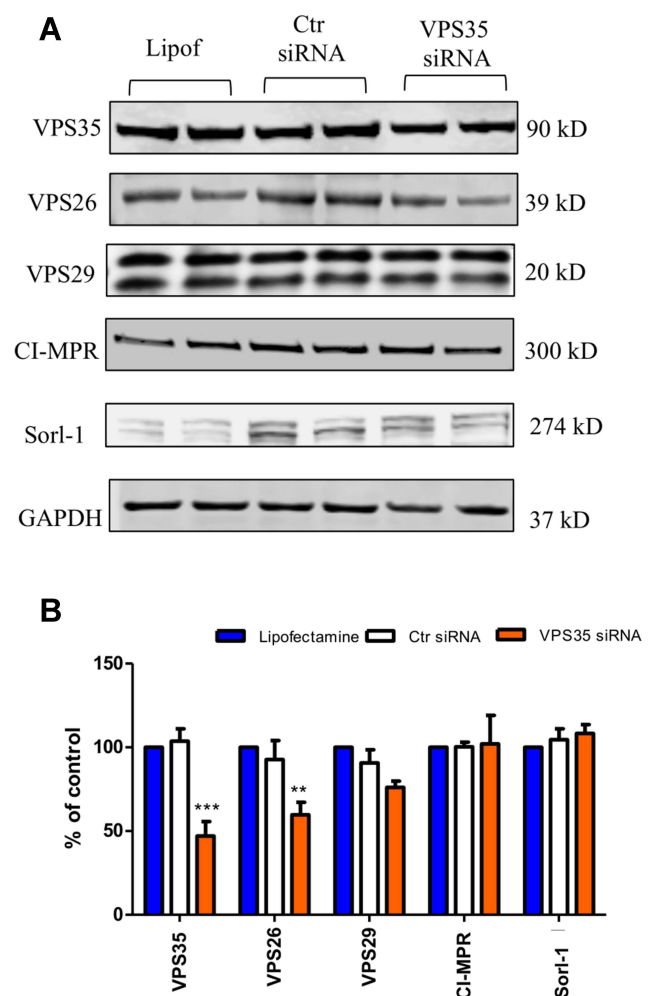 A
Lipof
Ctr
siRNA
VPS35
siRNA
VPS35
90 kD
VPS26
39 kD
VPS29
20 kD
CI-MPR
300 kD
Sorl-1
274 kD
GAPDH
37 kD
B
Lipofectamine Ctr siRNA VPS35 siRNA
150
100
50
0
% of control
***
**
VPS35
VPS26
VPS29
CI-MPR
Sorl-1